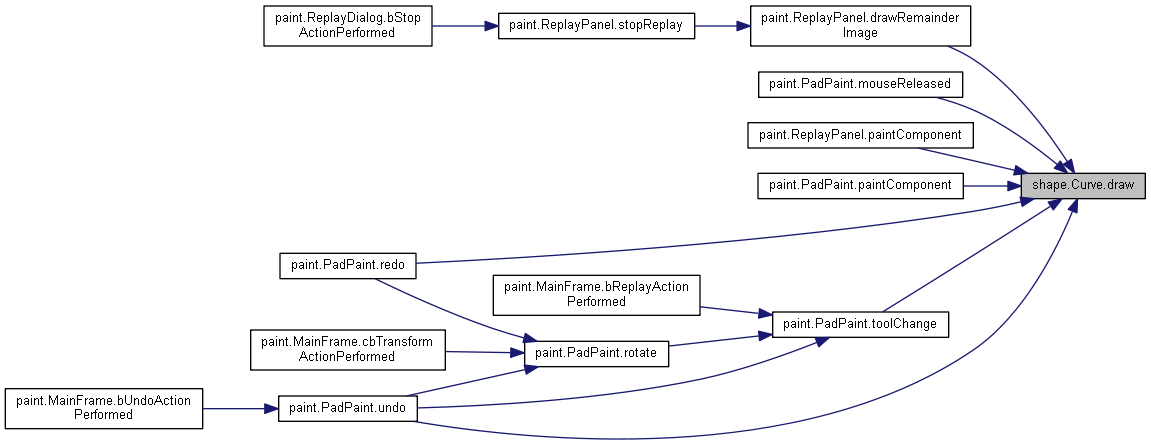 paint.ReplayDialog.bStop
ActionPerformed
paint.ReplayPanel.stopReplay
paint.ReplayPanel.drawRemainder
Image
paint.PadPaint.mouseReleased
paint.ReplayPanel.paintComponent
shape.Curve.draw
paint.PadPaint.paintComponent
paint.PadPaint.redo
paint.MainFrame.bReplayAction
Performed
paint.PadPaint.toolChange
paint.MainFrame.cbTransform
ActionPerformed
paint.PadPaint.rotate
paint.MainFrame.bUndoAction
Performed
paint.PadPaint.undo